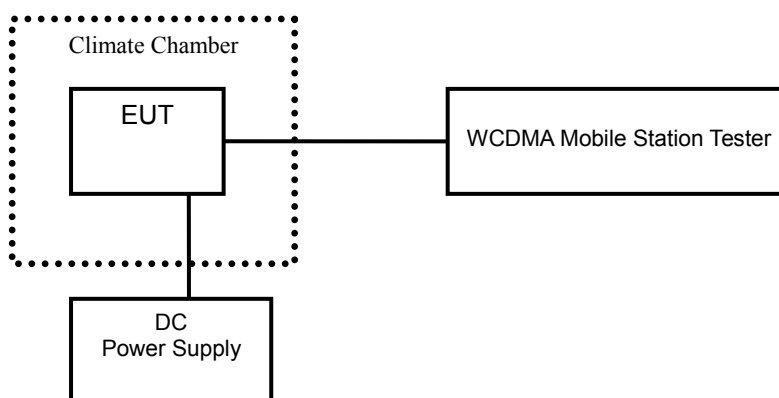 Climate Chamber
EUT
WCDMA Mobile Station Tester
DC
Power Supply